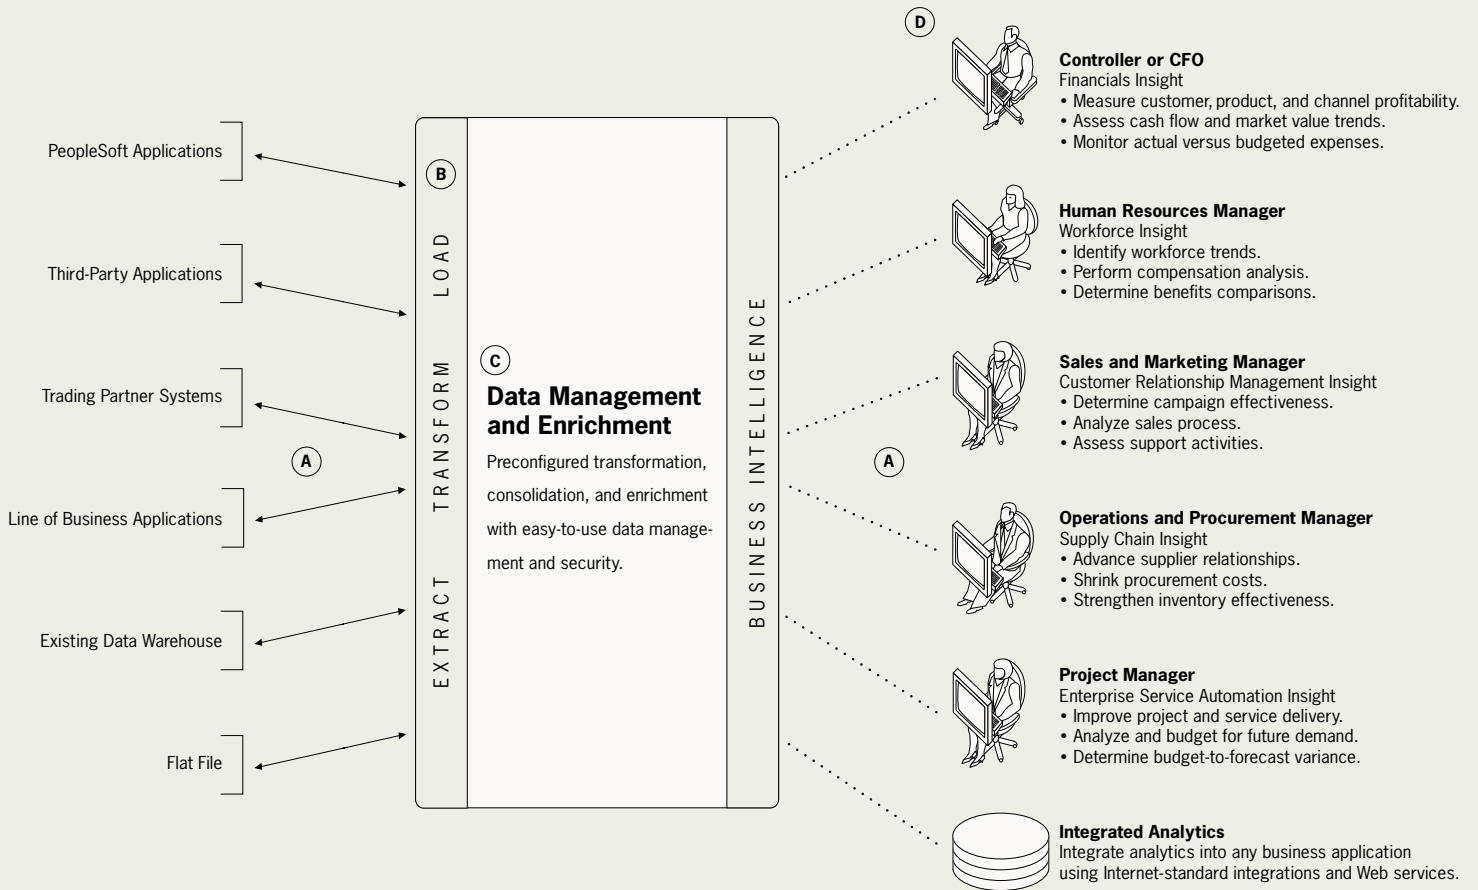 PeopleSoft Applications
Third-Party Applications
Trading Partner Systems
A
Line of Business Applications
Existing Data Warehouse
Flat File
B
EXTRACT TRANSFORM LOAD
C
Data Management
and Enrichment
Preconfigured transformation,
consolidation, and enrichment
with easy-to-use data manage-
ment and security.
BUSINESS INTELLIGENCE
A
D
Controller or CFO
Financials Insight
• Measure customer, product, and channel profitability.
• Assess cash flow and market value trends.
• Monitor actual versus budgeted expenses.
Human Resources Manager
Workforce Insight
• Identify workforce trends.
• Perform compensation analysis.
• Determine benefits comparisons.
Sales and Marketing Manager
Customer Relationship Management Insight
• Determine campaign effectiveness.
• Analyze sales process.
• Assess support activities.
Operations and Procurement Manager
Supply Chain Insight
• Advance supplier relationships.
• Shrink procurement costs.
• Strengthen inventory effectiveness.
Project Manager
Enterprise Service Automation Insight
• Improve project and service delivery.
• Analyze and budget for future demand.
• Determine budget-to-forecast variance.
Integrated Analytics
Integrate analytics into any business application
using Internet-standard integrations and Web services.